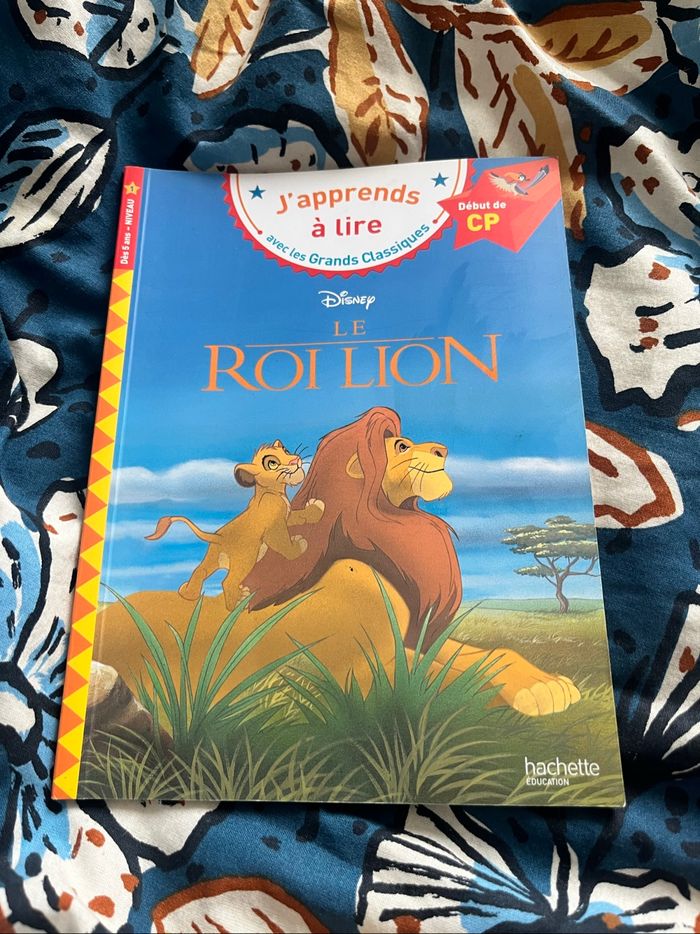 Dès 5 ans - NIVEAU 1
J'apprends
à lire
avec les Grands Classiques
Début de
CP
Disney
LE
ROI LION
hachette
ÉDUCATION